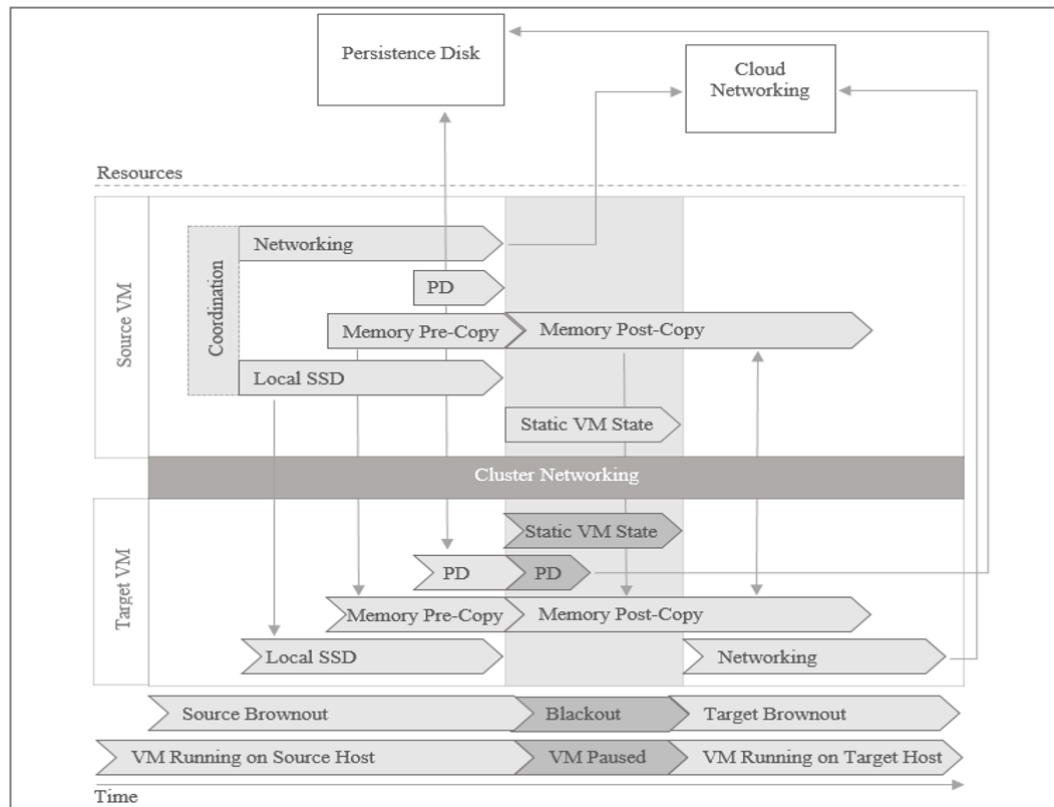 Persistence Disk
Cloud
Networking
Resources
Source VM
Coordination
Networking
PD
Memory Pre-Copy
Memory Post-Copy
Local SSD
Static VM State
Cluster Networking
Target VM
Static VM State
PD
PD
Memory Pre-Copy
Memory Post-Copy
Local SSD
Networking
Source Brownout
Blackout
Target Brownout
VM Running on Source Host
VM Paused
VM Running on Target Host
Time